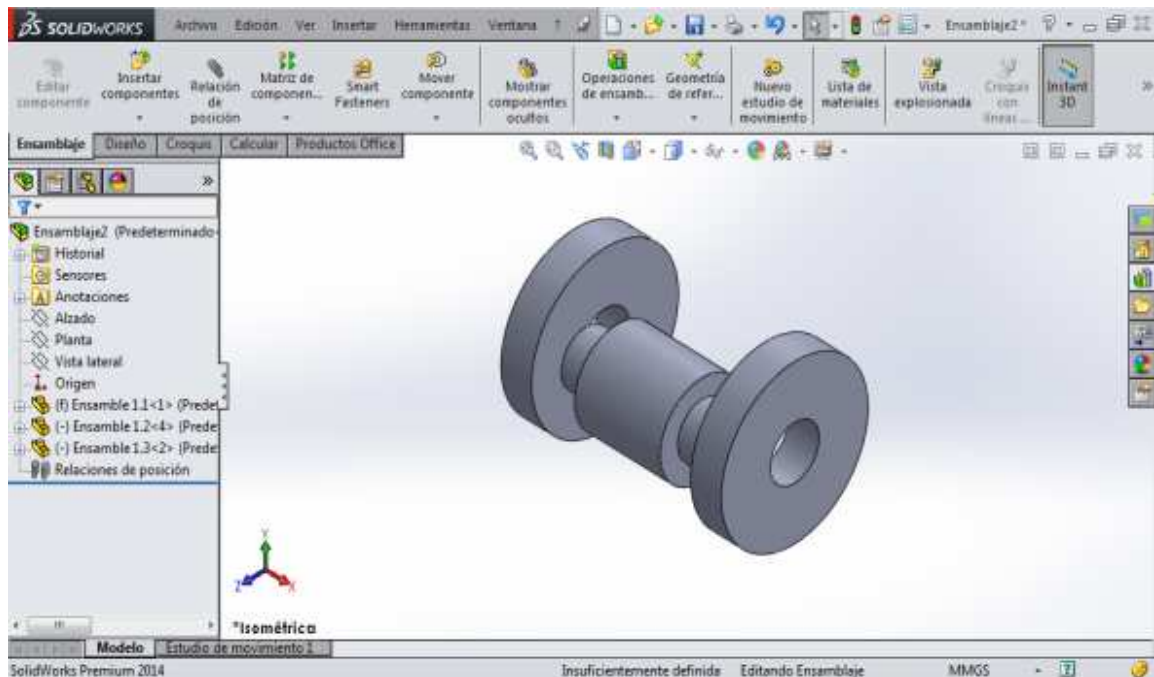 SOLIDWORKS Archivo Edición Ver Insertar Herramientas Ventana ? Ensamblaje2 *
Editar componente
Insertar componentes
Relación de posición
Matriz de componen...
Smart Fasteners
Mover componente
Mostrar componentes ocultos
Operaciones de ensamb...
Geometría de refer...
Nuevo estudio de movimiento
Lista de materiales
Vista explosionada
Croquis con líneas ...
Instant 3D
Ensamblaje Diseño Croquis Calcular Productos Office
Ensamblaje2 (Predeterminado
Historial
Sensores
Anotaciones
Alzado
Planta
Vista lateral
Origen
(f) Ensamble 1.1<1> (Predet
(-) Ensamble 1.2<4> (Prede
(-) Ensamble 1.3<2> (Prede
Relaciones de posición
Y
Z X
*Isométrica
Modelo Estudio de movimiento 1
SolidWorks Premium 2014 Insuficientemente definida Editando Ensamblaje MMGS